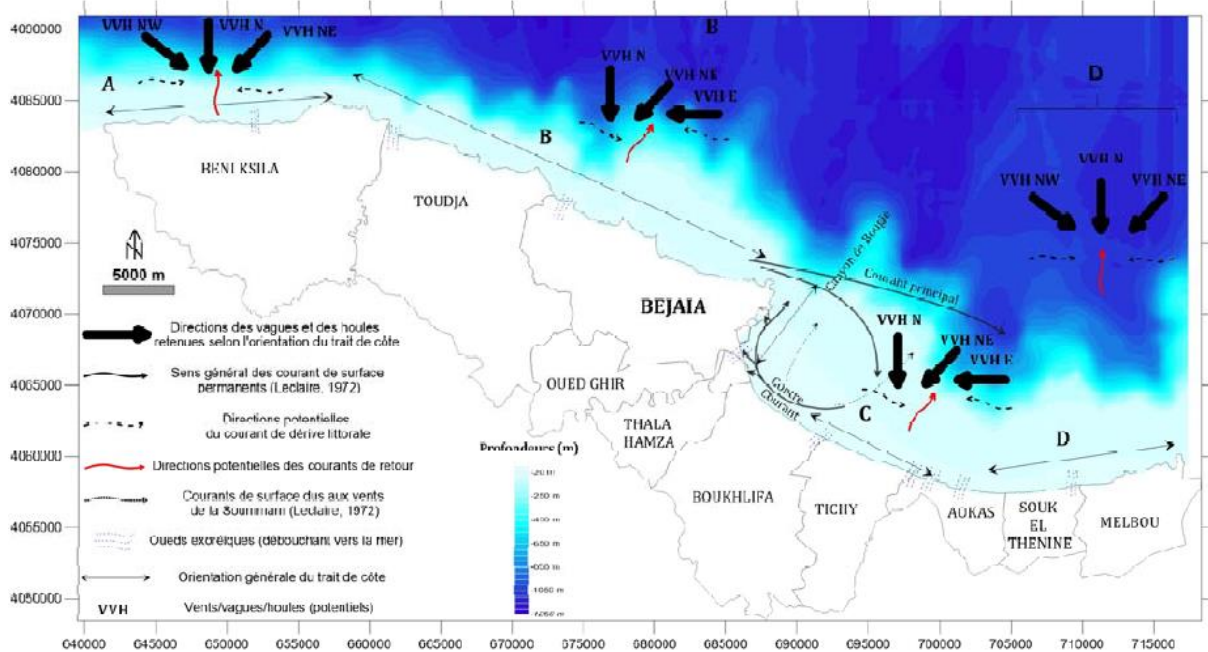 4090000
4085000
4080000
4075000
4070000
4065000
4060000
4055000
4050000
VVH NW
VVH N
VVH NE
A
BENI KSILA
TOUDJA
B
VVH N
VVH NE
VVH E
B
D
VVH N
VVH NW
VVH NE
N
5000 m
BEJAIA
Canyon de Bougie
Courant principal
OUED GHIR
THALA
HAMZA
BOUKHLIFA
TICHY
AOKAS
SOUK
EL
THENINE
MELBOU
Contre
Courant
C
VVH N
VVH NE
VVH E
D
Directions des vagues et des houles
retenues selon l'orientation du trait de côte
Sens général des courant de surface
permanents (Leclaire, 1972)
Directions potentielles
du courant de dérive littorale
Directions potentielles des courants de retour
Courants de surface dus aux vents
de la Soummam (Leclaire, 1972)
Oueds exoréiques (débouchant vers la mer)
Orientation générale du trait de côte
VVH
Vents/vagues/houles (potentiels)
Profondeurs (m)
640000
645000
650000
655000
660000
665000
670000
675000
680000
685000
690000
695000
700000
705000
710000
715000